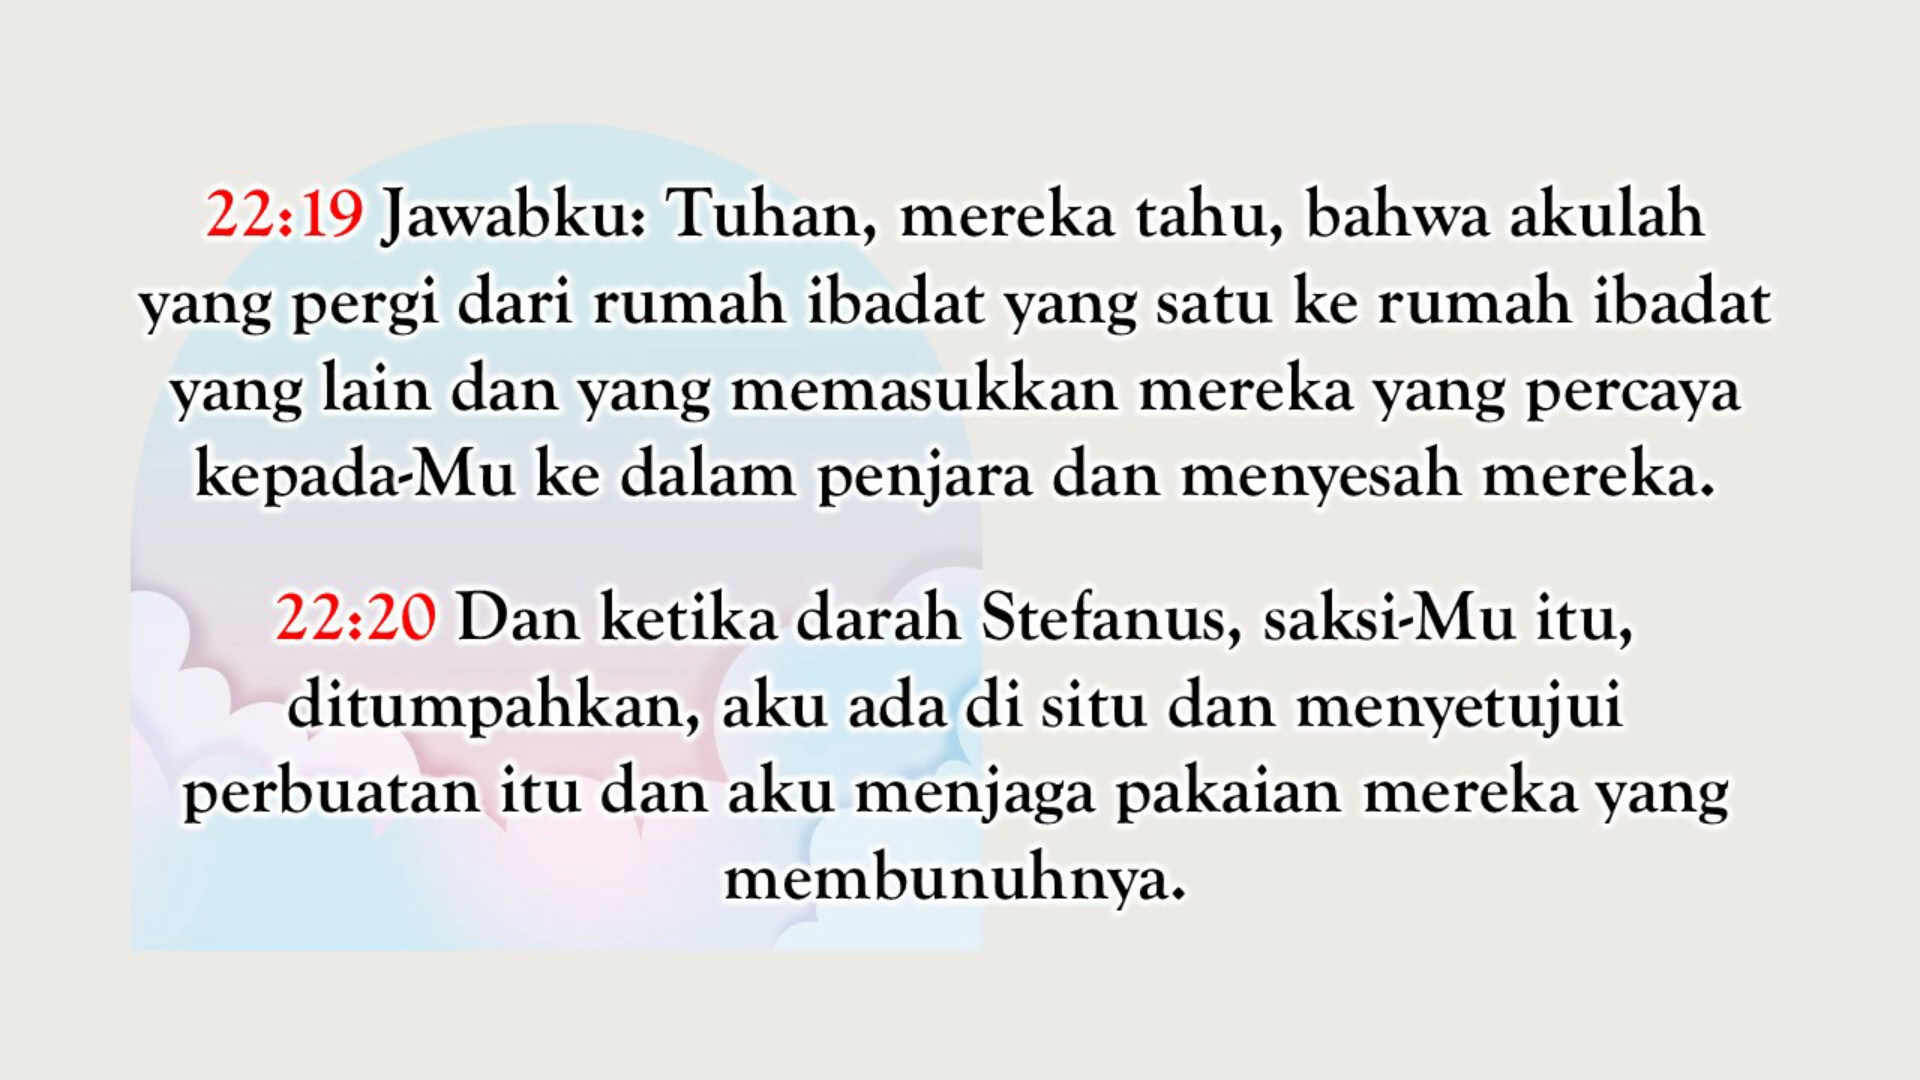 22:19 Jawabku: Tuhan, mereka tahu, bahwa akulah
yang pergi dari rumah ibadat yang satu ke rumah ibadat
yang lain dan yang memasukkan mereka yang percaya
kepada-Mu ke dalam penjara dan menyesah mereka.
22:20 Dan ketika darah Stefanus, saksi-Mu itu,
ditumpahkan, aku ada di situ dan menyetujui
perbuatan itu dan aku menjaga pakaian mereka yang
membunuhnya.